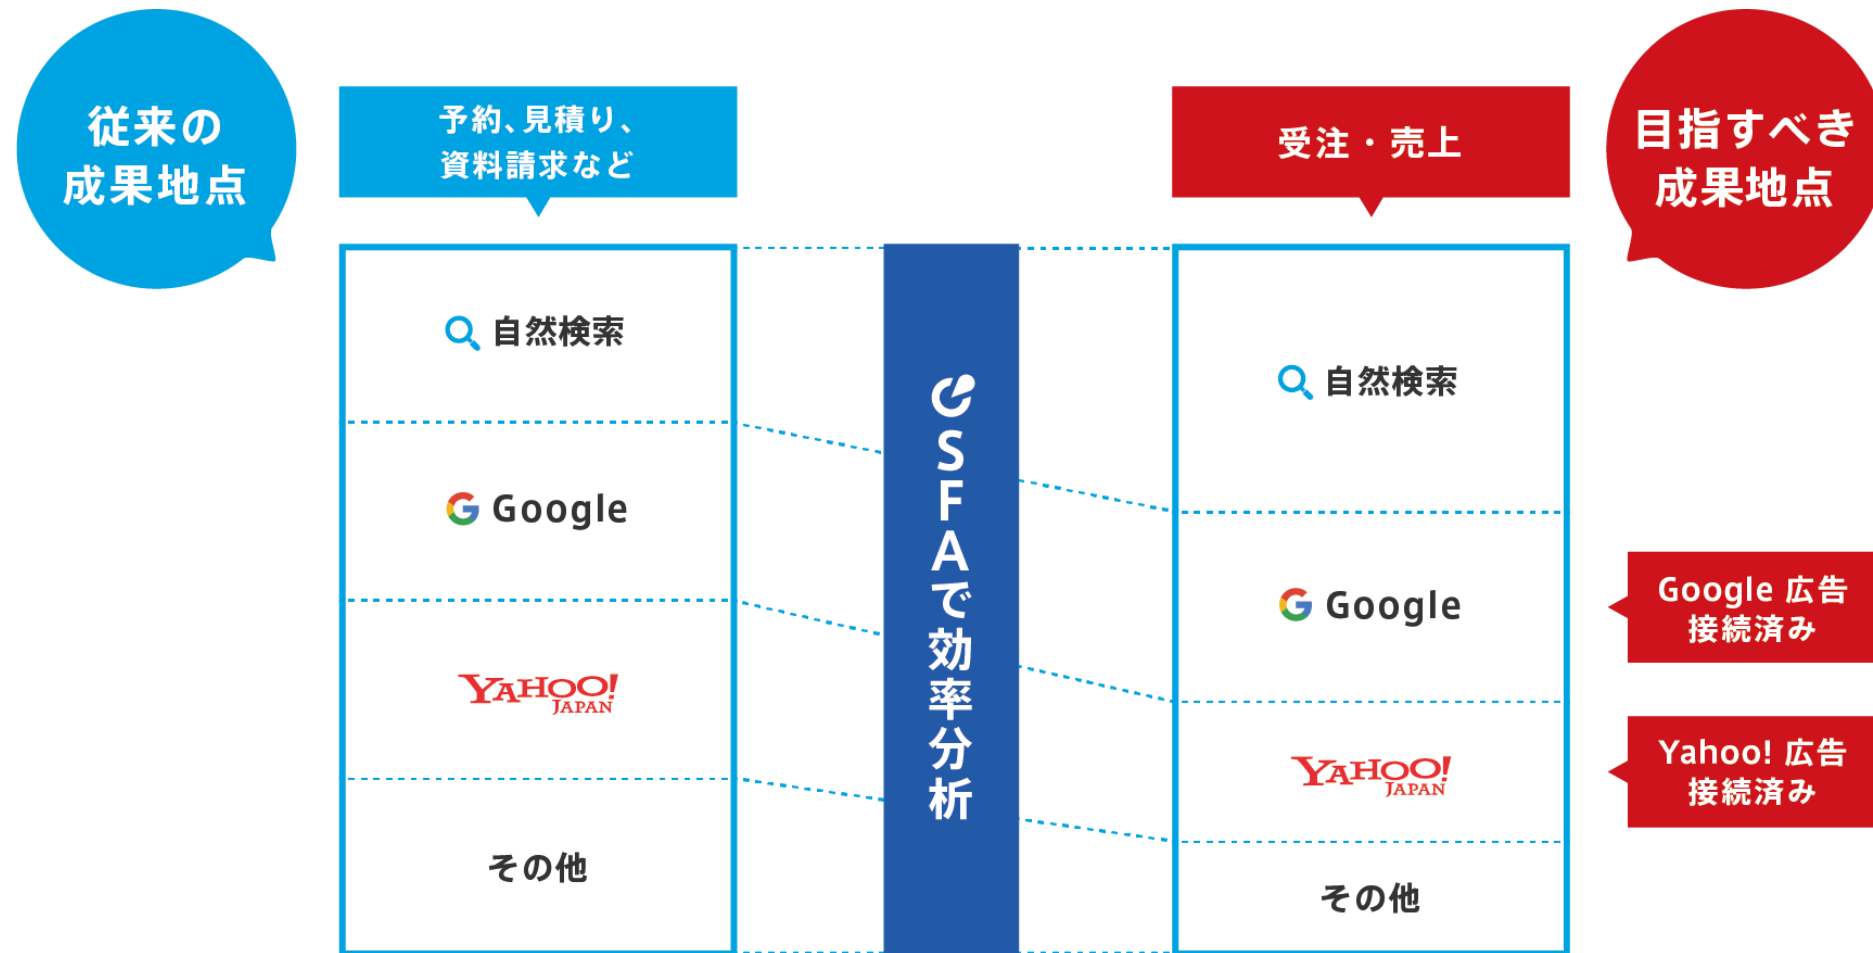 従来の
成果地点
予約、見積り、
資料請求など
受注・売上
目指すべき
成果地点
自然検索
Google
YAHOO!
JAPAN
その他
SFAで効率分析
自然検索
Google
YAHOO!
JAPAN
その他
Google 広告
接続済み
Yahoo! 広告
接続済み